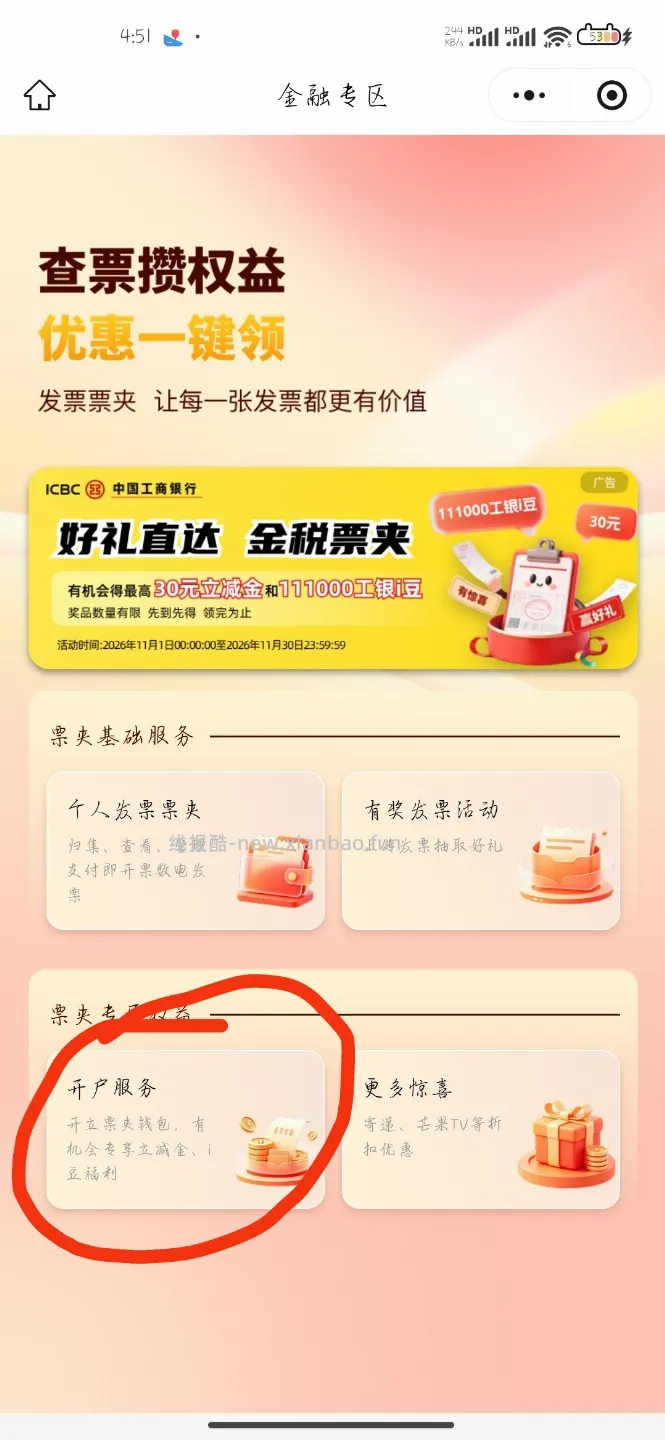 4:51
244 KB/s HD HD 6 53
金融专区
查票攒权益
优惠一键领
发票票夹 让每一张发票都更有价值
ICBC 中国工商银行
广告
111000工银i豆
30元
好礼直达 金税票夹
有机会得最高30元立减金和111000工银i豆
奖品数量有限 先到先得 领完为止
有惊喜
赢好礼
活动时间:2026年11月1日00:00:00至2026年11月30日23:59:59
票夹基础服务
个人发票票夹
归集、查看、
支付即开票数电发
票
有奖发票活动
发票抽取好礼
线报酷-new.xianbao.fun
票夹专区权益
开户服务
开立票夹钱包，有
机会专享立减金、i
豆福利
更多惊喜
寄递、芒果TV等折
扣优惠